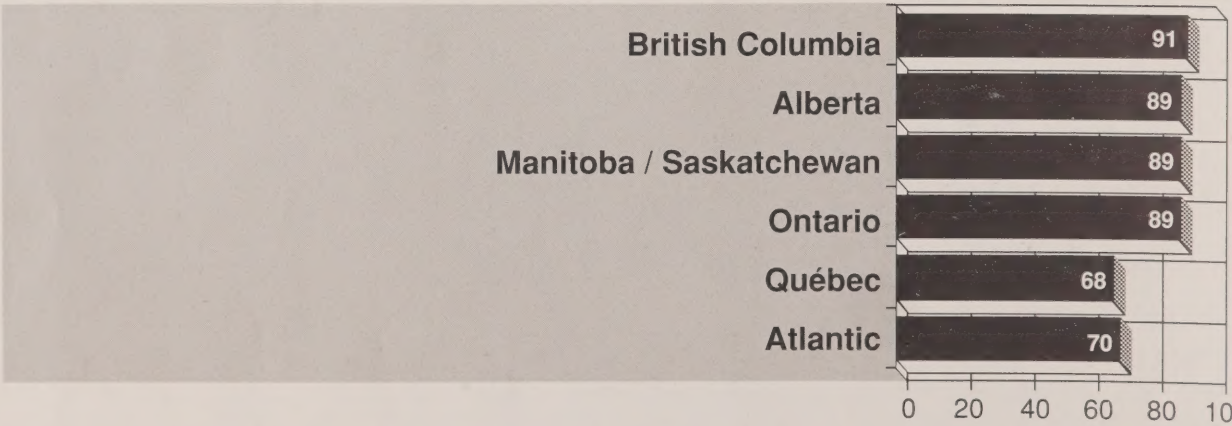 British Columbia 91
Alberta 89
Manitoba / Saskatchewan 89
Ontario 89
Québec 68
Atlantic 70
0 20 40 60 80 10